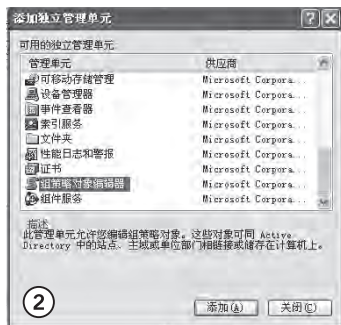 添加独立管理单元
可用的独立管理单元
管理单元 供应商
可移动存储管理 Microsoft Corpora...
设备管理器 Microsoft Corpora...
事件查看器 Microsoft Corpora...
索引服务 Microsoft Corpora...
文件夹 Microsoft Corpora...
性能日志和警报 Microsoft Corpora...
证书 Microsoft Corpora...
组策略对象编辑器 Microsoft Corpora...
组件服务 Microsoft Corpora...
描述
此管理单元允许您编辑组策略对象。这些对象可同 Active
Directory 中的站点、主域或单位部门相链接或储存在计算机上。
②
添加(A) 关闭(C)